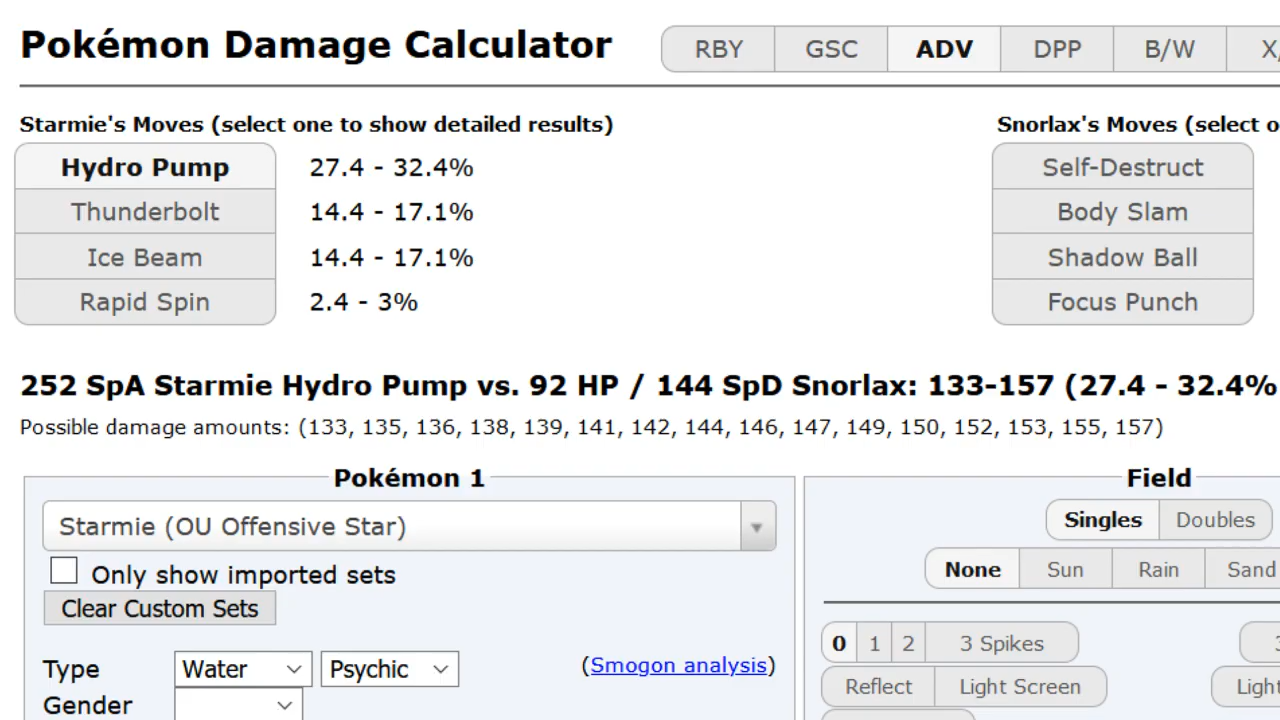 Pokémon Damage Calculator RBY GSC ADV DPP B/W X/
Starmie's Moves (select one to show detailed results) Snorlax's Moves (select o
Hydro Pump 27.4 - 32.4% Self-Destruct
Thunderbolt 14.4 - 17.1% Body Slam
Ice Beam 14.4 - 17.1% Shadow Ball
Rapid Spin 2.4 - 3% Focus Punch
252 SpA Starmie Hydro Pump vs. 92 HP / 144 SpD Snorlax: 133-157 (27.4 - 32.4%
Possible damage amounts: (133, 135, 136, 138, 139, 141, 142, 144, 146, 147, 149, 150, 152, 153, 155, 157)
Pokémon 1
Starmie (OU Offensive Star)
Only show imported sets
Clear Custom Sets
Type Water Psychic (Smogon analysis)
Gender
Field
Singles Doubles
None Sun Rain Sand
0 1 2 3 Spikes
Reflect Light Screen Light